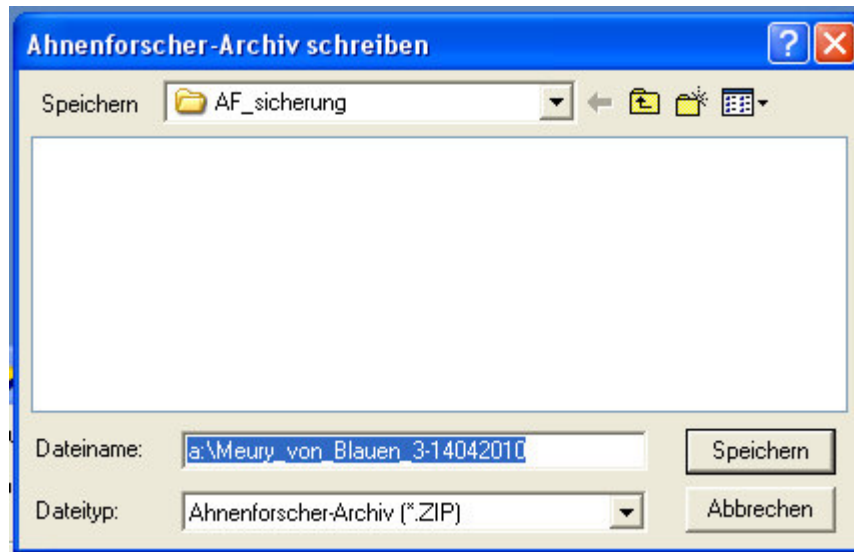 Ahnenforscher-Archiv schreiben
Speichern AF_sicherung
Dateiname: a:\Meury_von_Blauen_3-14042010 Speichern
Dateityp: Ahnenforscher-Archiv (*.ZIP) Abbrechen